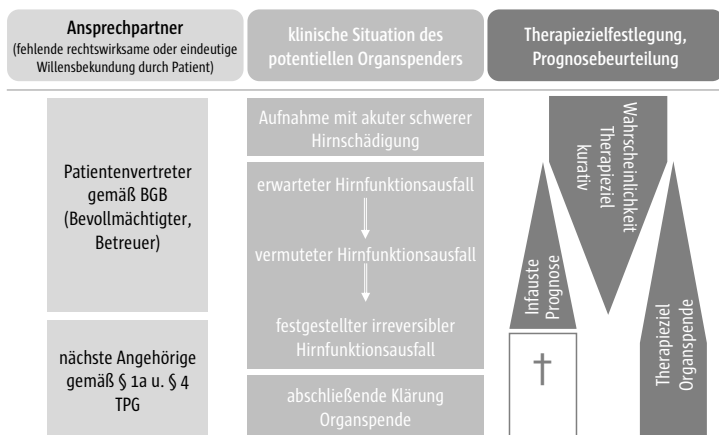 Ansprechpartner
(fehlende rechtswirksame oder eindeutige
Willensbekundung durch Patient)
klinische Situation des
potentiellen Organspenders
Therapiezielfestlegung,
Prognosebeurteilung
Patientenvertreter
gemäß BGB
(Bevollmächtigter,
Betreuer)
nächste Angehörige
gemäß § 1a u. § 4
TPG
Aufnahme mit akuter schwerer
Hirnschädigung
erwarteter Hirnfunktionsausfall
vermuteter Hirnfunktionsausfall
festgestellter irreversibler
Hirnfunktionsausfall
abschließende Klärung
Organspende
Wahrscheinlichkeit
Therapieziel
kurativ
Infauste
Prognose
Therapieziel
Organspende